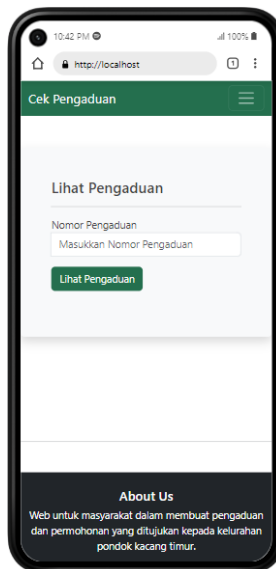 10:42 PM
100%
http://localhost
1
Cek Pengaduan
Lihat Pengaduan
Nomor Pengaduan
Masukkan Nomor Pengaduan
Lihat Pengaduan
About Us
Web untuk masyarakat dalam membuat pengaduan
dan permohonan yang ditujukan kepada kelurahan
pondok kacang timur.